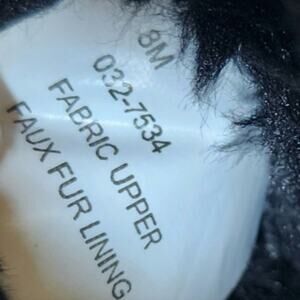 8M
032-7534
FABRIC UPPER
FAUX FUR LINING